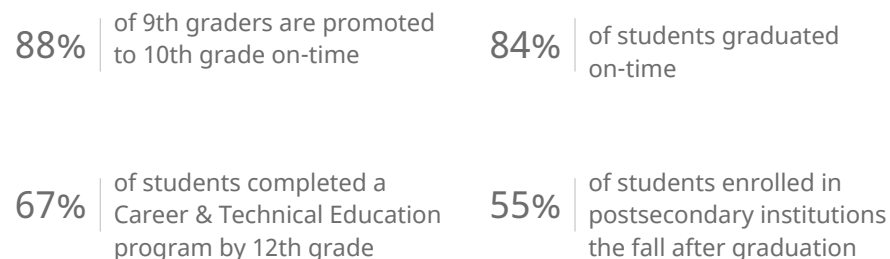 88%
of 9th graders are promoted
to 10th grade on-time
84%
of students graduated
on-time
67%
of students completed a
Career & Technical Education
program by 12th grade
55%
of students enrolled in
postsecondary institutions
the fall after graduation